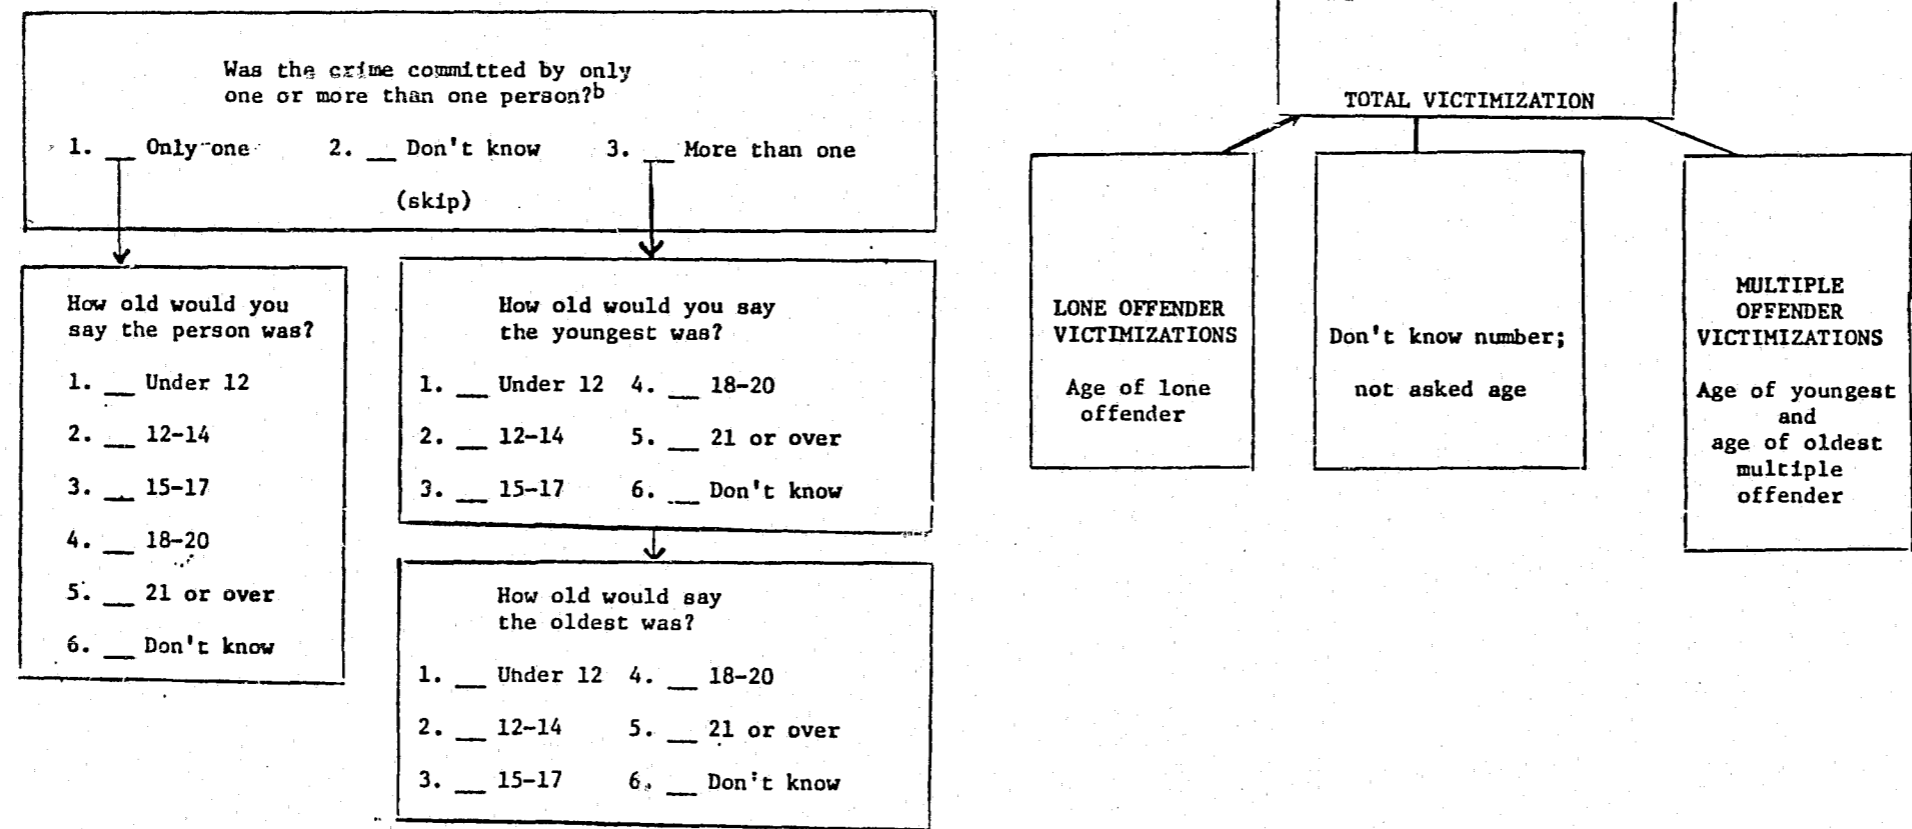 Was the crime committed by only
one or more than one person?b
1. __ Only one 2. __ Don't know 3. __ More than one
(skip)
How old would you
say the person was?
1. __ Under 12
2. __ 12-14
3. __ 15-17
4. __ 18-20
5. __ 21 or over
6. __ Don't know
How old would you say
the youngest was?
1. __ Under 12 4. __ 18-20
2. __ 12-14 5. __ 21 or over
3. __ 15-17 6. __ Don't know
How old would say
the oldest was?
1. __ Under 12 4. __ 18-20
2. __ 12-14 5. __ 21 or over
3. __ 15-17 6. __ Don't know
TOTAL VICTIMIZATION
LONE OFFENDER
VICTIMIZATIONS
Age of lone
offender
Don't know number;
not asked age
MULTIPLE
OFFENDER
VICTIMIZATIONS
Age of youngest
and
age of oldest
multiple
offender